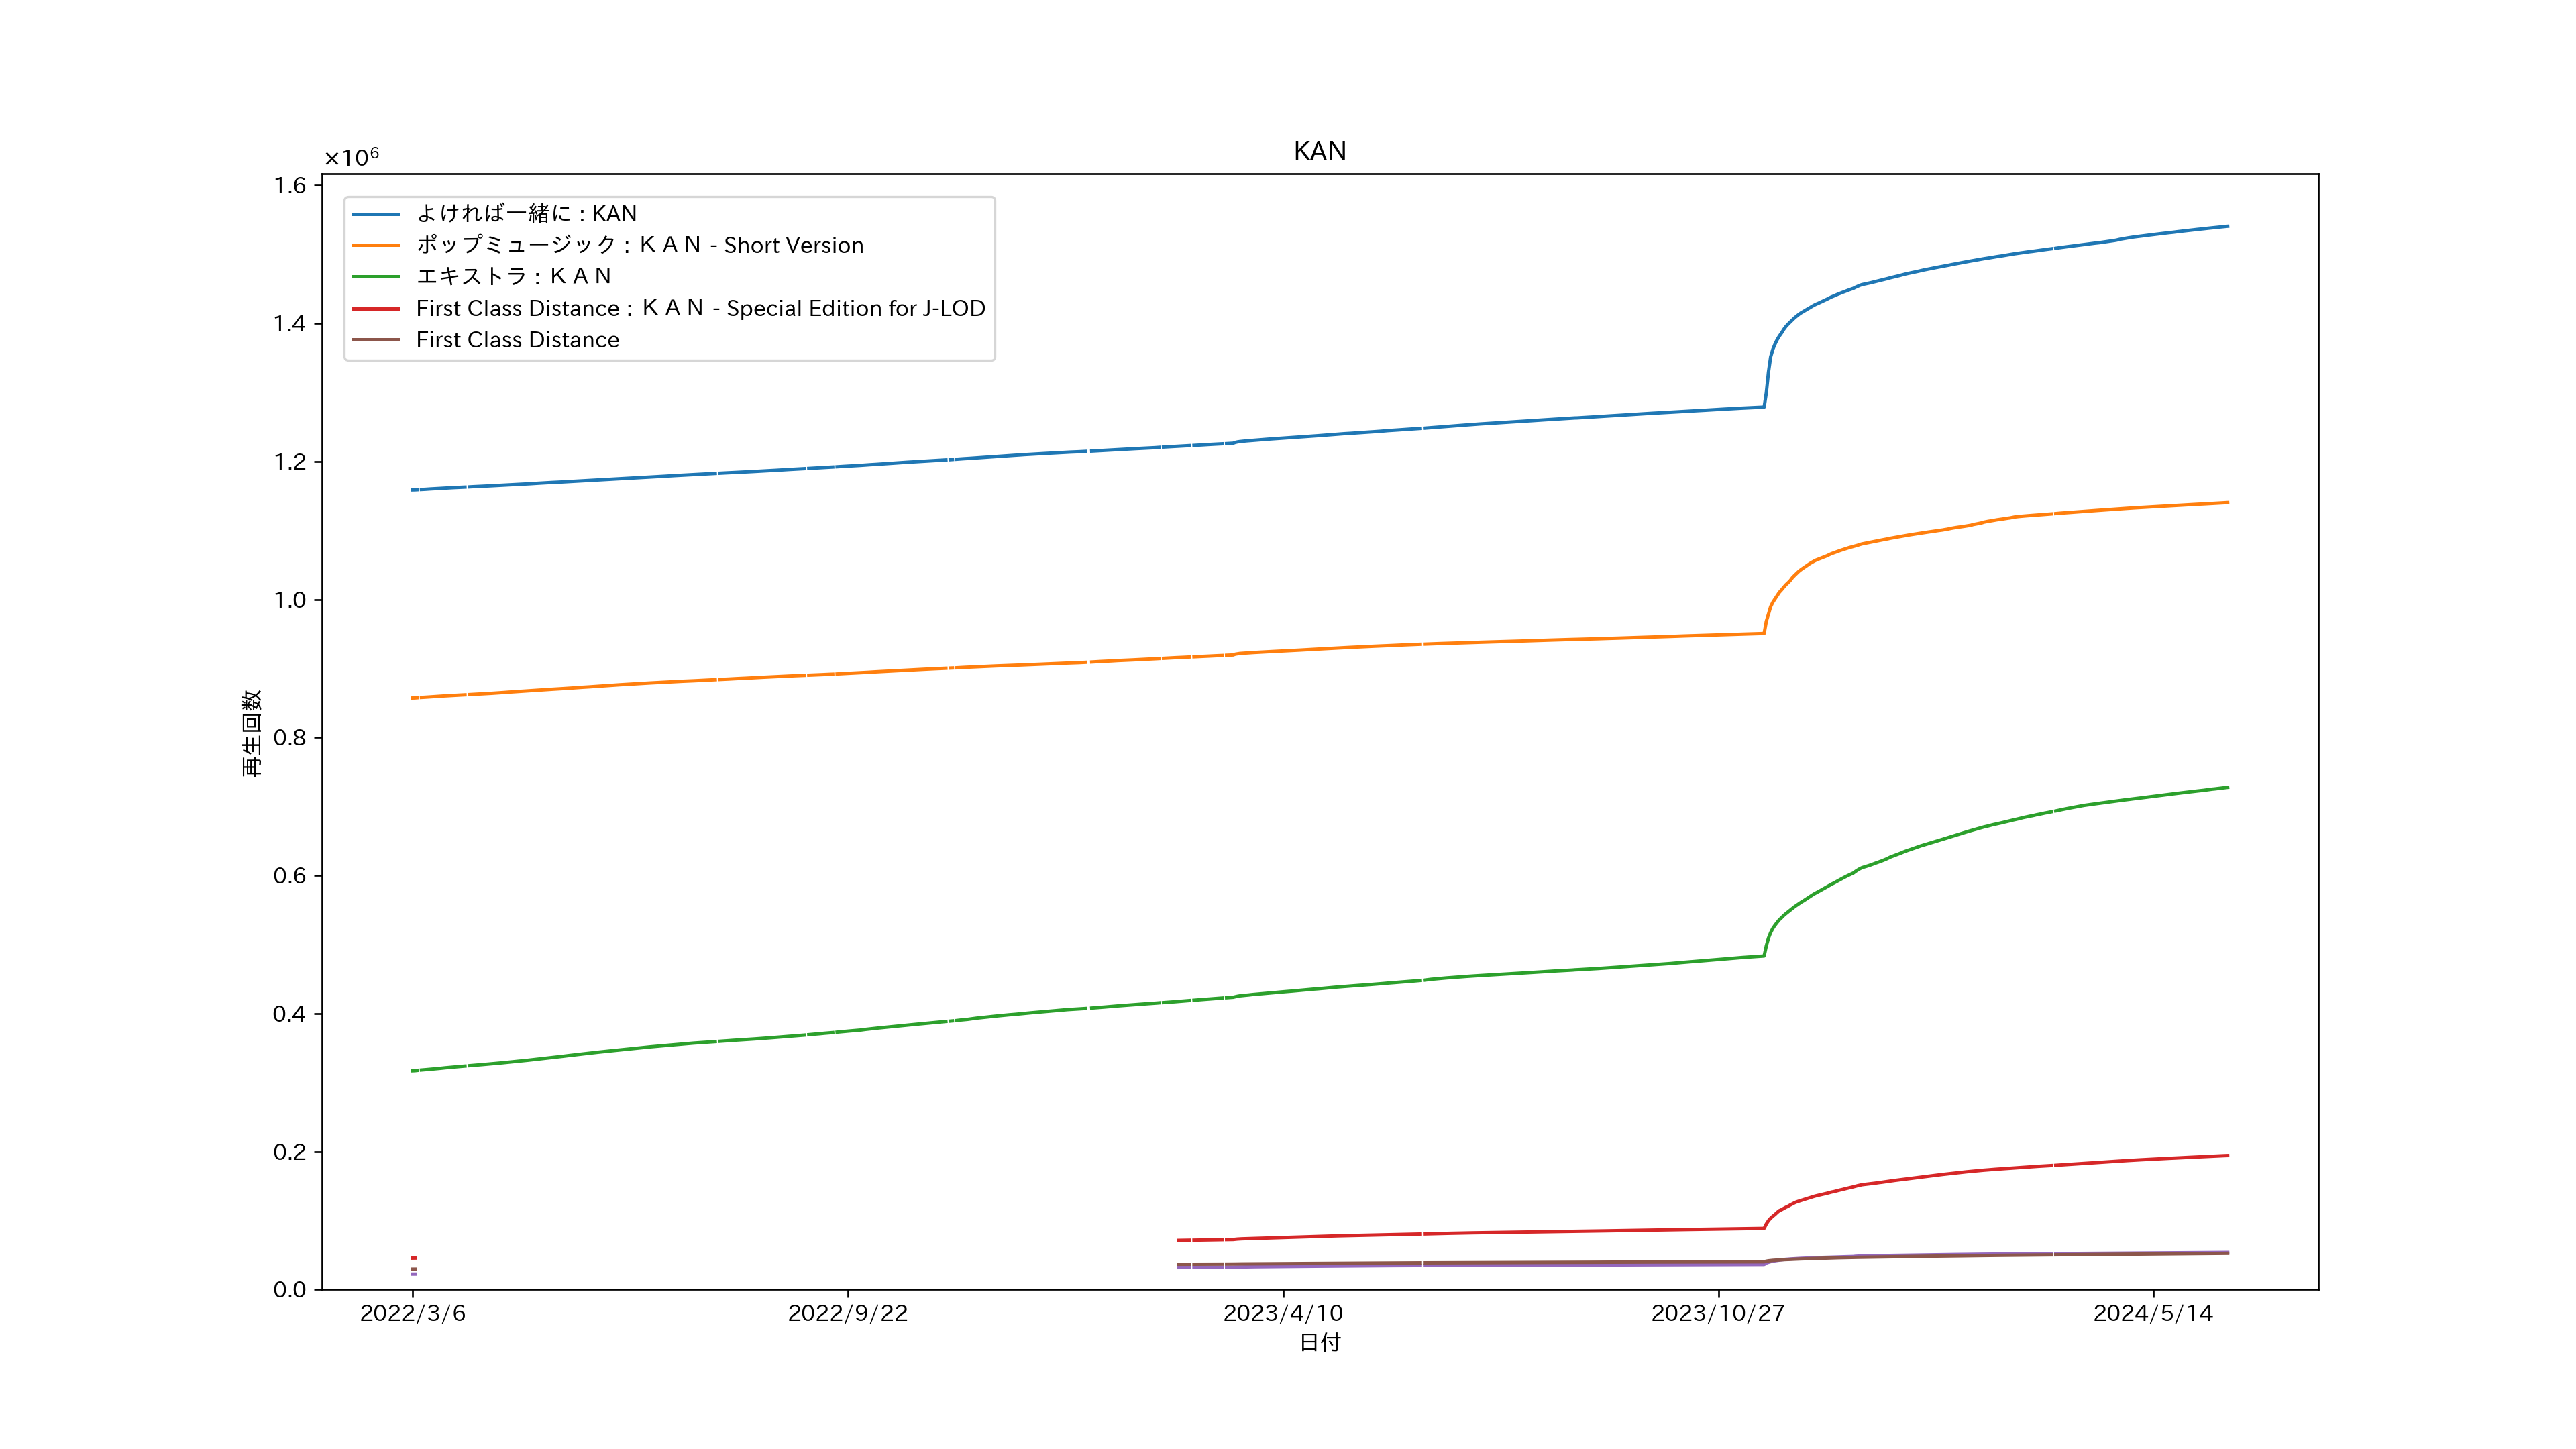 KAN
×10⁶
1.6
1.4
1.2
1.0
0.8
0.6
0.4
0.2
0.0
再生回数
よければ一緒に : KAN
ポップミュージック : ＫＡＮ - Short Version
エキストラ : ＫＡＮ
First Class Distance : ＫＡＮ - Special Edition for J-LOD
First Class Distance
2022/3/6
2022/9/22
2023/4/10
2023/10/27
2024/5/14
日付